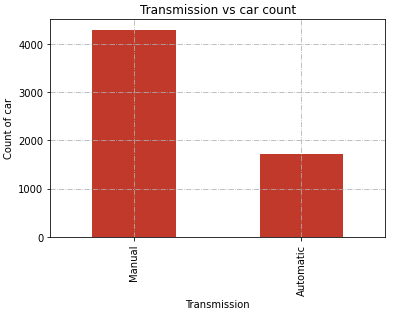 Transmission vs car count
Count of car
4000
3000
2000
1000
0
Manual
Automatic
Transmission